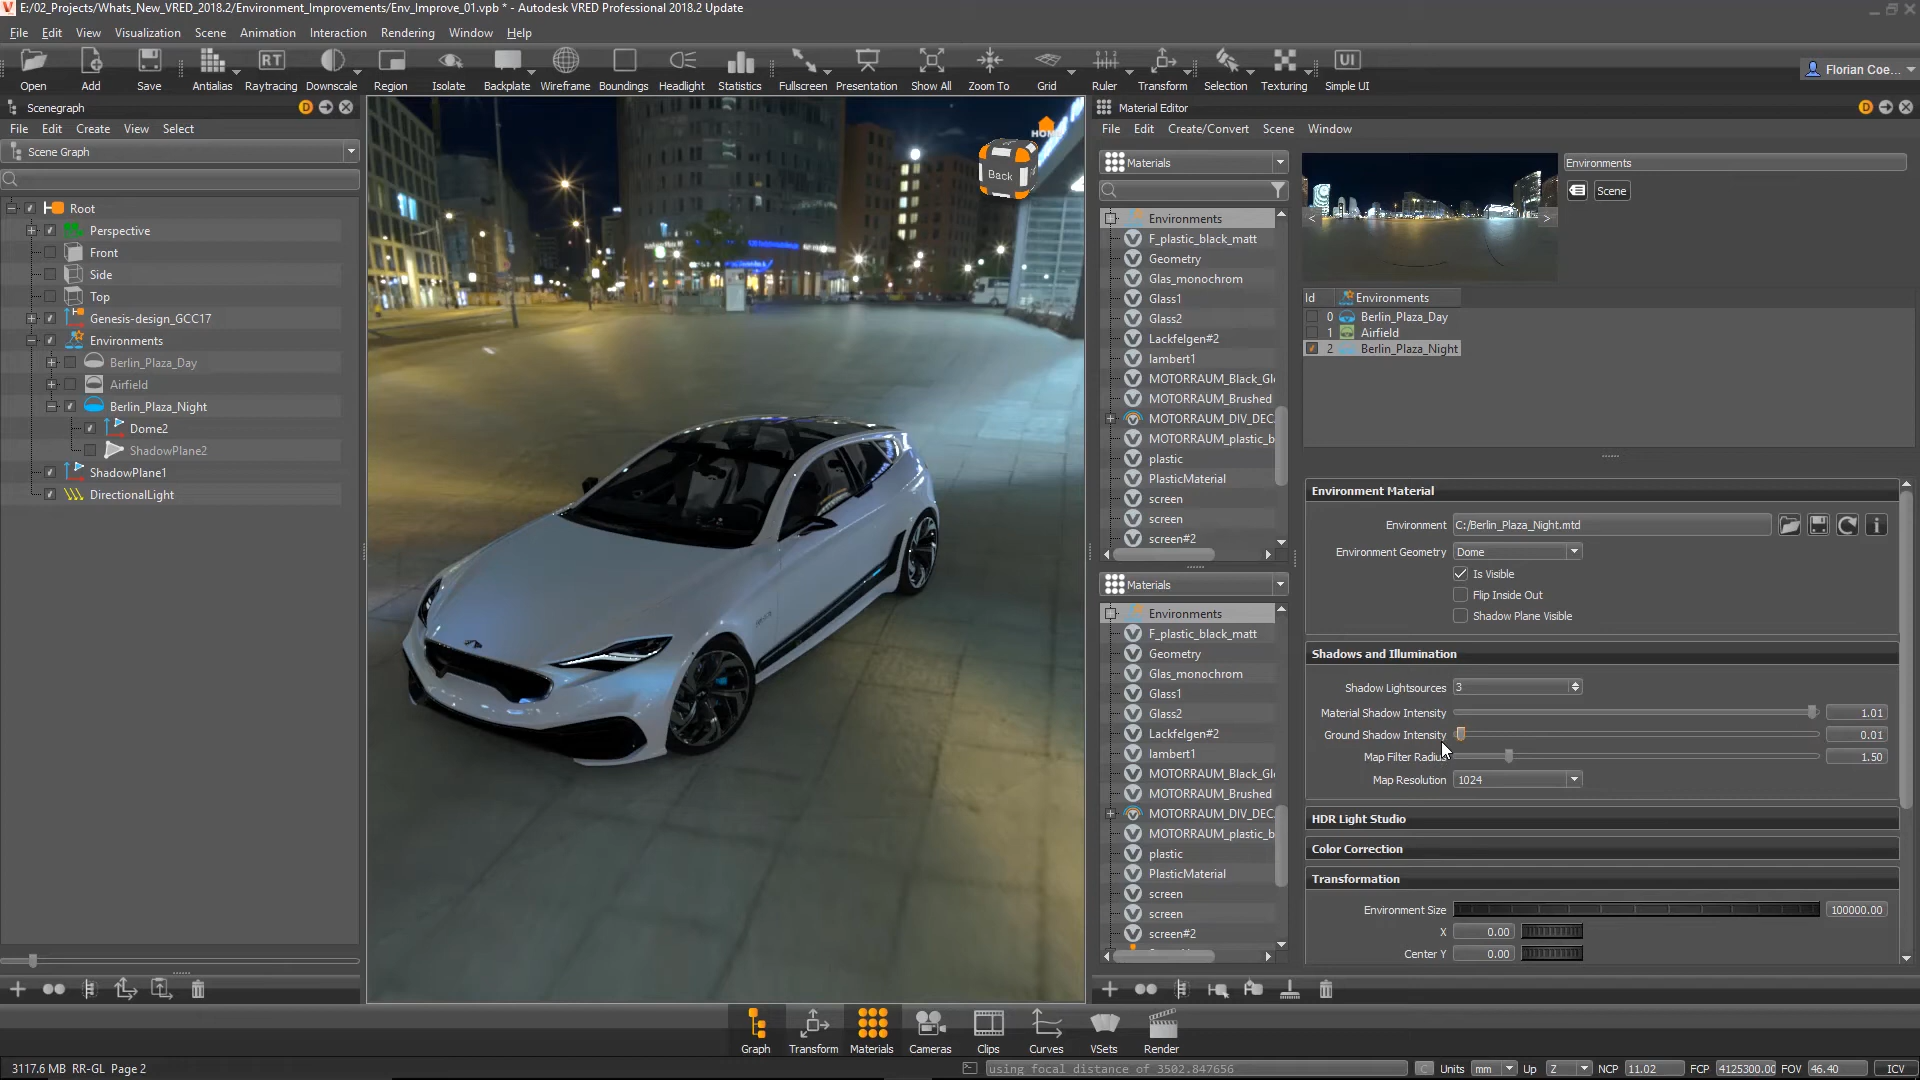 E:/02_Projects/Whats_New_VRED_2018.2/Environment_Improvements/Env_Improve_01.vpb * - Autodesk VRED Professional 2018.2 Update
File Edit View Visualization Scene Animation Interaction Rendering Window Help
Open Add Save Antialias Raytracing Downscale Region Isolate Backplate Wireframe Boundings Headlight Statistics Fullscreen Presentation Show All Zoom To Grid Ruler Transform Selection Texturing Simple UI
RT
UI
Florian Coe...
Scenegraph
D
File Edit Create View Select
Scene Graph
Root
Perspective
Front
Side
Top
Genesis-design_GCC17
Environments
Berlin_Plaza_Day
Airfield
Berlin_Plaza_Night
Dome2
ShadowPlane2
ShadowPlane1
DirectionalLight
HOME
Back
Material Editor
D
File Edit Create/Convert Scene Window
Materials
Environments
F_plastic_black_matt
Geometry
Glas_monochrom
Glass1
Glass2
Lackfelgen#2
lambert1
MOTORRAUM_Black_Gl
MOTORRAUM_Brushed
MOTORRAUM_DIV_DEC
MOTORRAUM_plastic_b
plastic
PlasticMaterial
screen
screen
screen#2
Materials
Environments
F_plastic_black_matt
Geometry
Glas_monochrom
Glass1
Glass2
Lackfelgen#2
lambert1
MOTORRAUM_Black_Gl
MOTORRAUM_Brushed
MOTORRAUM_DIV_DEC
MOTORRAUM_plastic_b
plastic
PlasticMaterial
screen
screen
screen#2
< >
Environments
Scene
Id Environments
0 Berlin_Plaza_Day
1 Airfield
2 Berlin_Plaza_Night
Environment Material
Environment C:/Berlin_Plaza_Night.mtd
Environment Geometry Dome
Is Visible
Flip Inside Out
Shadow Plane Visible
Shadows and Illumination
Shadow Lightsources 3
Material Shadow Intensity 1.01
Ground Shadow Intensity 0.01
Map Filter Radius 1.50
Map Resolution 1024
HDR Light Studio
Color Correction
Transformation
Environment Size 100000.00
X 0.00
Center Y 0.00
Graph Transform Materials Cameras Clips Curves VSets Render
3117.6 MB RR-GL Page 2
using focal distance of 3502.847656
C Units mm Up Z NCP 11.02 FCP 4125300.00 FOV 46.40 ICV